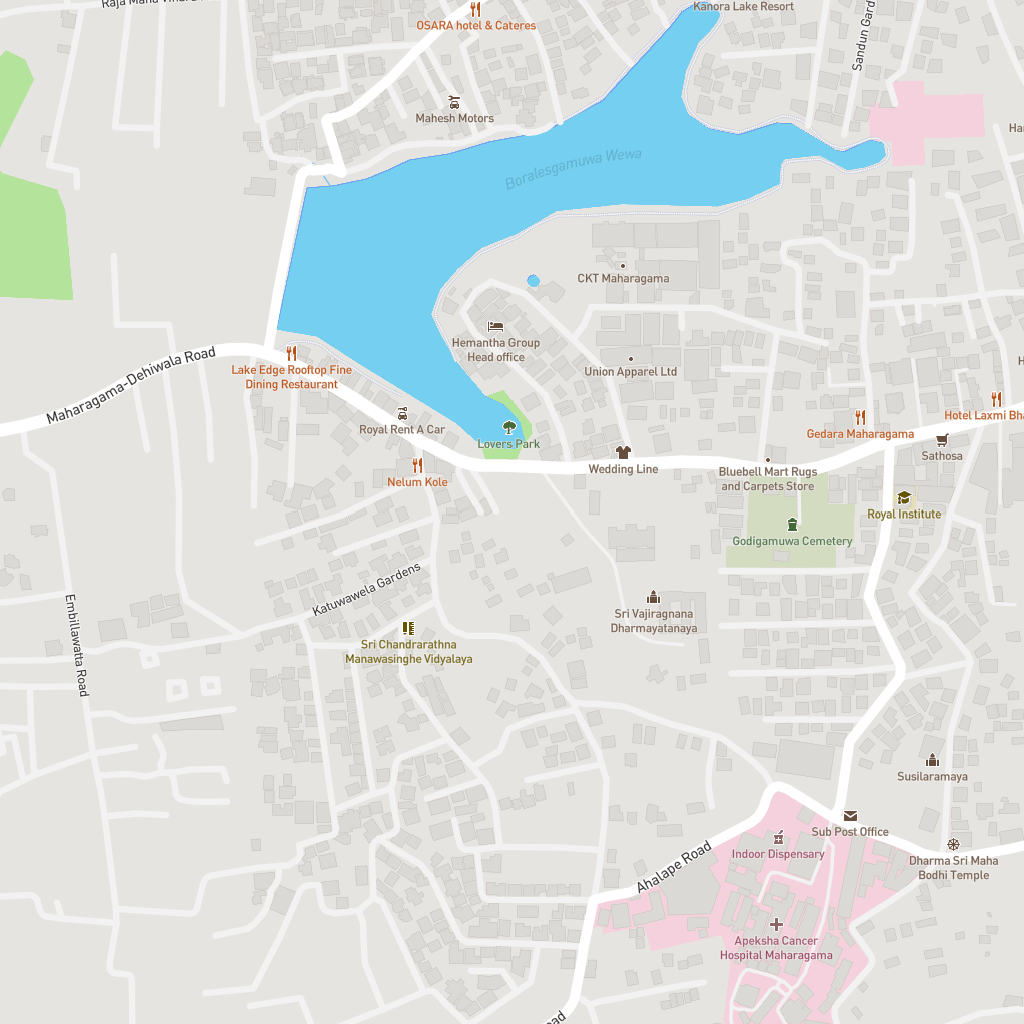 Kanora Lake Resort
OSARA hotel & Cateres
Sandun Gard
Mahesh Motors
Boralesgamuwa Wewa
CKT Maharagama
Hemantha Group
Head office
Maharagama-Dehiwala Road
Lake Edge Rooftop Fine
Dining Restaurant
Union Apparel Ltd
Royal Rent A Car
Lovers Park
Gedara Maharagama
Hotel Laxmi Bha
Sathosa
Wedding Line
Bluebell Mart Rugs
and Carpets Store
Nelum Kole
Royal Institute
Godigamuwa Cemetery
Katuwawela Gardens
Embillawatta Road
Sri Vajiragnana
Dharmayatanaya
Sri Chandrarathna
Manawasinghe Vidyalaya
Susilaramaya
Sub Post Office
Indoor Dispensary
Dharma Sri Maha
Bodhi Temple
Ahalape Road
Apeksha Cancer
Hospital Maharagama